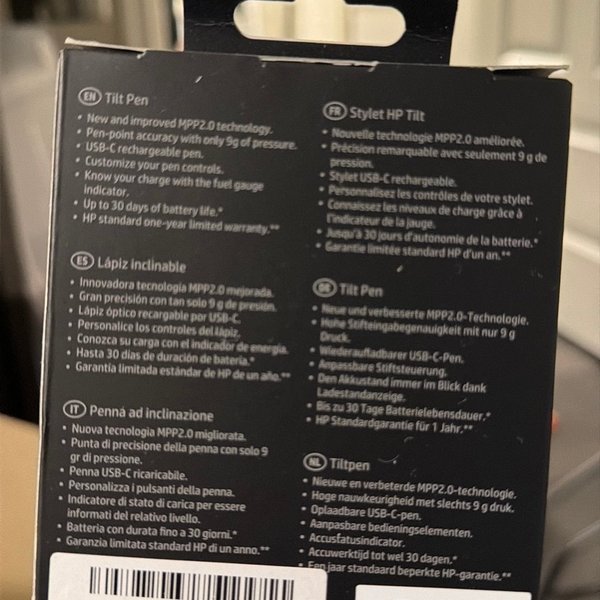 EN Tilt Pen
• New and improved MPP2.0 technology.
• Pen-point accuracy with only 9g of pressure.
• USB-C rechargeable pen.
• Customize your pen controls.
• Know your charge with the fuel gauge
indicator.
• Up to 30 days of battery life.*
• HP standard one-year limited warranty.**
ES Lápiz inclinable
• Innovadora tecnología MPP2.0 mejorada.
• Gran precisión con tan solo 9 g de presión.
• Lápiz óptico recargable por USB-C.
• Personalice los controles del lápiz.
• Conozca su carga con el indicador de energía.
• Hasta 30 días de duración de batería.*
• Garantía limitada estándar de HP de un año.**
IT Penna ad inclinazione
• Nuova tecnologia MPP2.0 migliorata.
• Punta di precisione della penna con solo 9
gr di pressione.
• Penna USB-C ricaricabile.
• Personalizza i pulsanti della penna.
• Indicatore di stato di carica per essere
informati del relativo livello.
• Batteria con durata fino a 30 giorni.*
• Garanzia limitata standard HP di un anno.**
FR Stylet HP Tilt
• Nouvelle technologie MPP2.0 améliorée.
• Précision remarquable avec seulement 9 g de
pression.
• Stylet USB-C rechargeable.
• Personnalisez les contrôles de votre stylet.
• Connaissez les niveaux de charge grâce à
l'indicateur de la jauge.
• Jusqu'à 30 jours d'autonomie de la batterie.*
• Garantie limitée standard HP d'un an.**
DE Tilt Pen
• Neue und verbesserte MPP2.0-Technologie.
• Hohe Stifteingabegenauigkeit mit nur 9 g
Druck.
• Wiederaufladbarer USB-C-Pen.
• Anpassbare Stiftsteuerung.
• Den Akkustand immer im Blick dank
Ladestandanzeige.
• Bis zu 30 Tage Batterielebensdauer.*
• HP Standardgarantie für 1 Jahr.**
NL Tiltpen
• Nieuwe en verbeterde MPP2.0-technologie.
• Hoge nauwkeurigheid met slechts 9 g druk.
• Oplaadbare USB-C-pen.
• Aanpasbare bedieningselementen.
• Accustatusindicator.
• Accuwerktijd tot wel 30 dagen.*
• Een jaar standaard beperkte HP-garantie.**